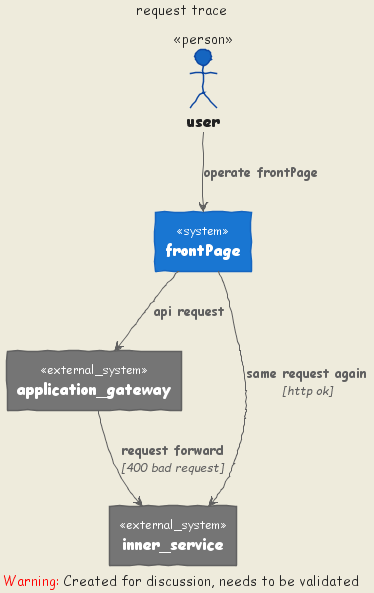 request trace
«person»
user
operate frontPage
«system»
frontPage
api request
«external_system»
application_gateway
same request again
[http ok]
request forward
[400 bad request]
«external_system»
inner_service
Warning: Created for discussion, needs to be validated